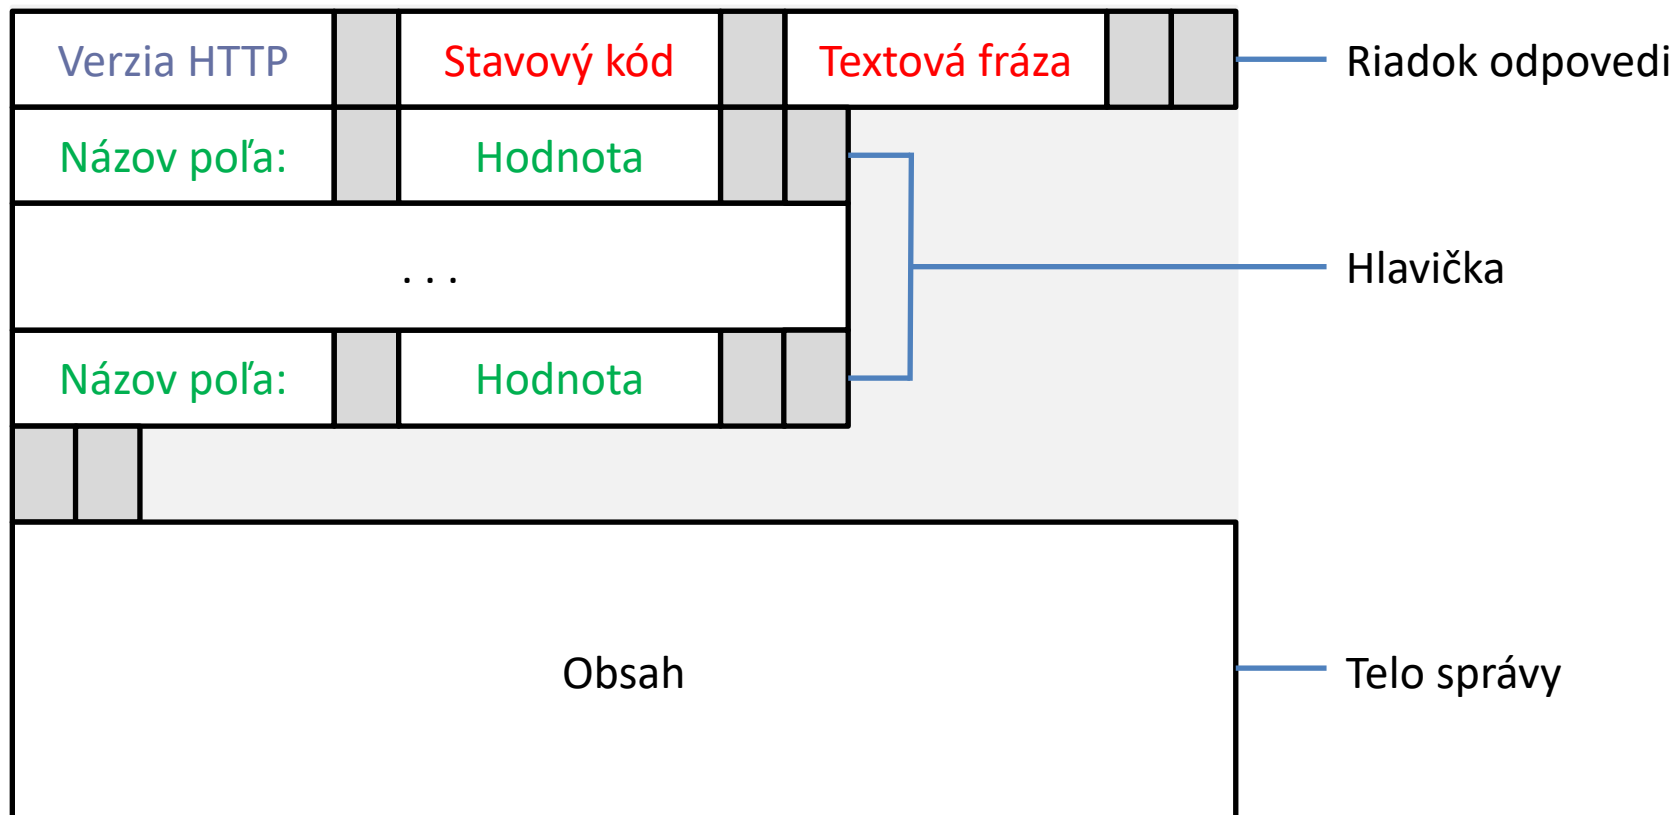 Verzia HTTP Stavový kód Textová fráza Riadok odpovedi
Názov poľa: Hodnota
. . . Hlavička
Názov poľa: Hodnota
Obsah Telo správy